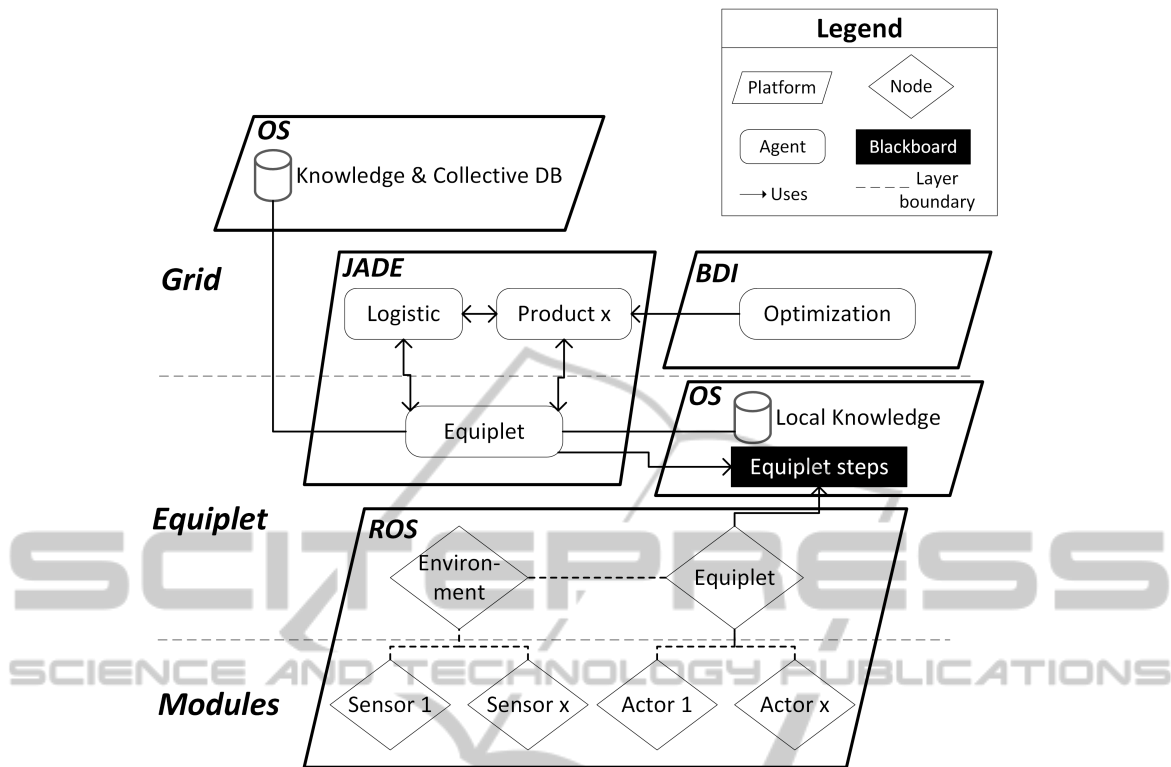 Legend
Platform
Node
Agent
Blackboard
Uses
Layer
boundary
OS
Knowledge & Collective DB
Grid
JADE
Logistic
Product x
BDI
Optimization
Equiplet
OS
Local Knowledge
Equiplet steps
Equiplet
ROS
Environ-
ment
Equiplet
SCITEPRESS
SCIENCE AND TECHNOLOGY PUBLICATIONS
Modules
Sensor 1
Sensor x
Actor 1
Actor x